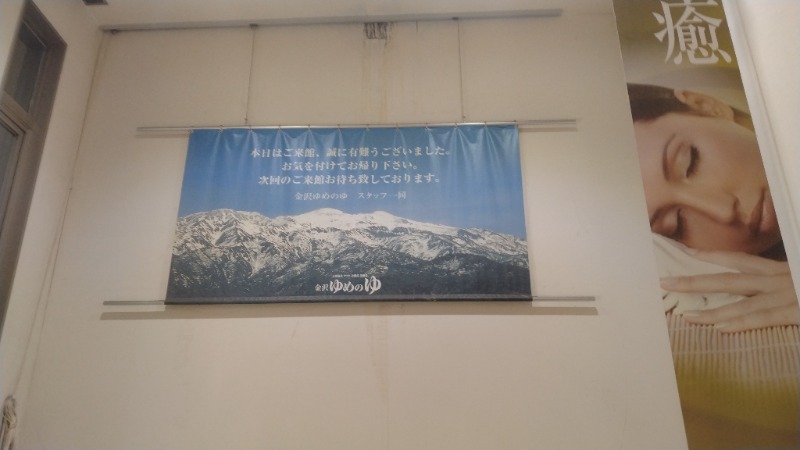 本日はご来館、誠に有難うございました。
お気を付けてお帰り下さい。
次回のご来館お待ち致しております。
金沢ゆめのゆ スタッフ一同
金沢 ゆめのゆ
癒